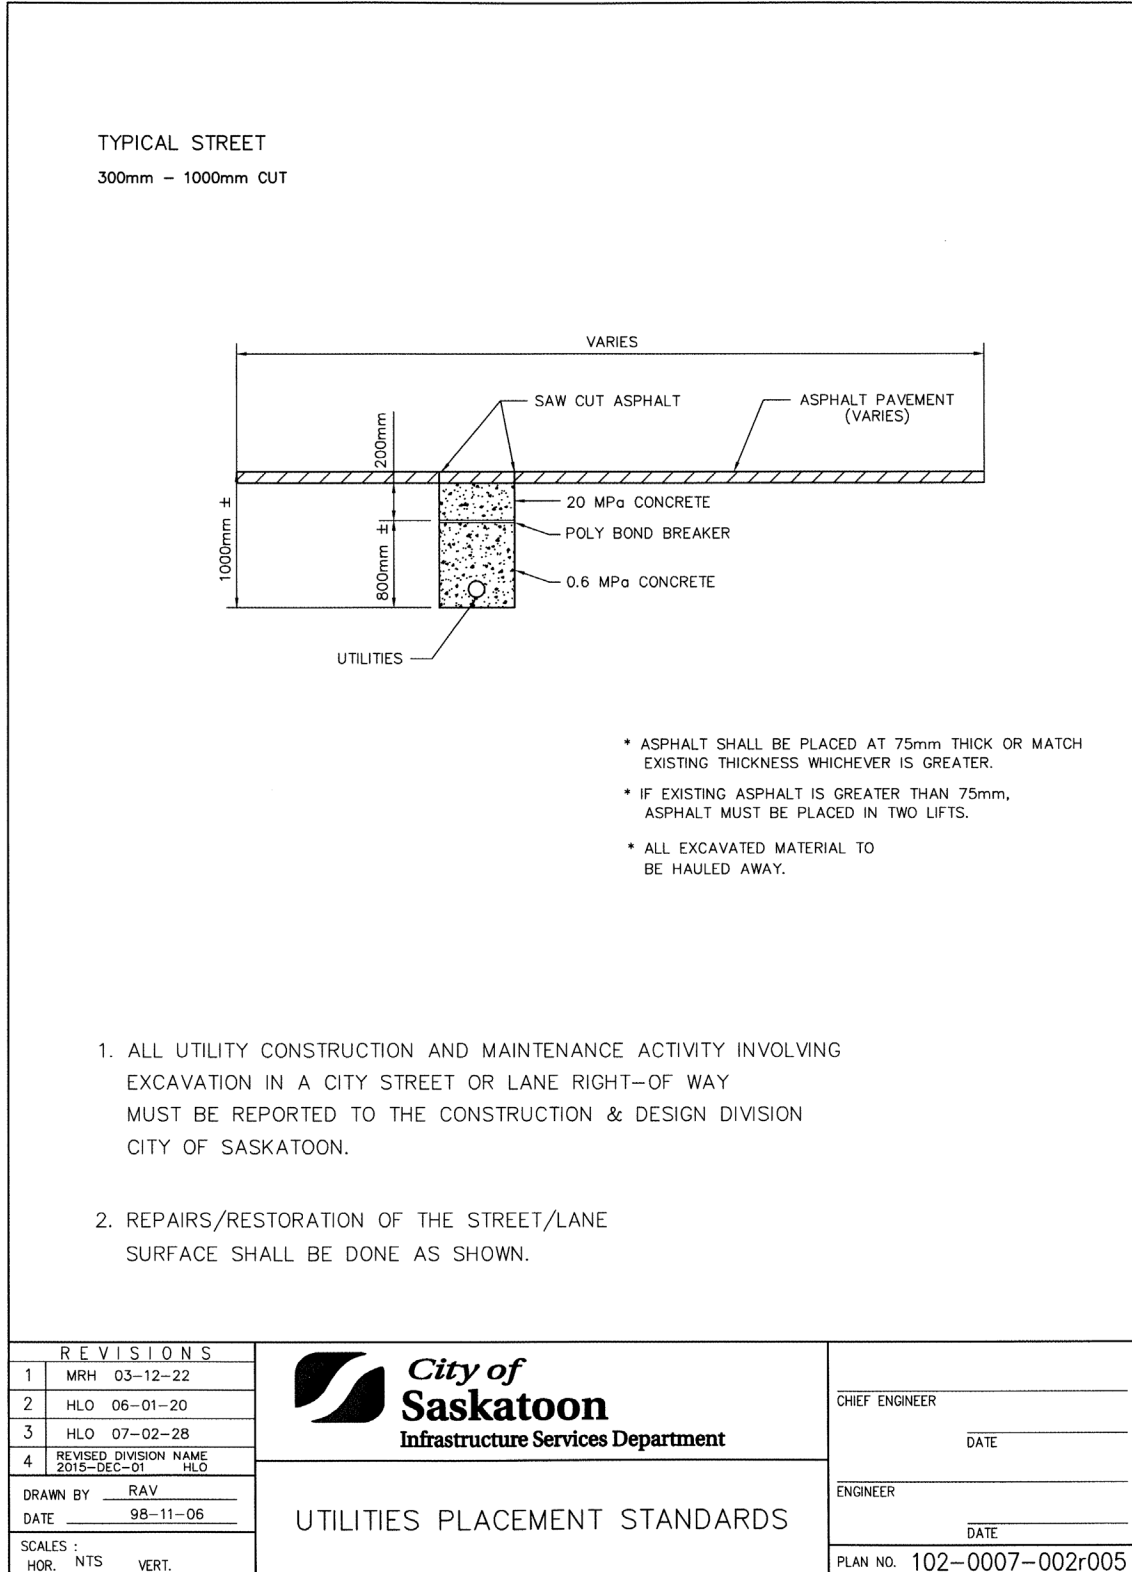 TYPICAL STREET
300mm – 1000mm CUT
VARIES
SAW CUT ASPHALT
ASPHALT PAVEMENT
(VARIES)
200mm
20 MPa CONCRETE
POLY BOND BREAKER
1000mm ±
800mm ±
0.6 MPa CONCRETE
UTILITIES
* ASPHALT SHALL BE PLACED AT 75mm THICK OR MATCH
EXISTING THICKNESS WHICHEVER IS GREATER.
* IF EXISTING ASPHALT IS GREATER THAN 75mm,
ASPHALT MUST BE PLACED IN TWO LIFTS.
* ALL EXCAVATED MATERIAL TO
BE HAULED AWAY.
1. ALL UTILITY CONSTRUCTION AND MAINTENANCE ACTIVITY INVOLVING
EXCAVATION IN A CITY STREET OR LANE RIGHT–OF WAY
MUST BE REPORTED TO THE CONSTRUCTION & DESIGN DIVISION
CITY OF SASKATOON.
2. REPAIRS/RESTORATION OF THE STREET/LANE
SURFACE SHALL BE DONE AS SHOWN.
REVISIONS
1 MRH 03–12–22
2 HLO 06–01–20
3 HLO 07–02–28
4 REVISED DIVISION NAME
2015–DEC–01 HLO
DRAWN BY RAV
DATE 98–11–06
SCALES :
HOR. NTS VERT.
City of
Saskatoon
Infrastructure Services Department
UTILITIES PLACEMENT STANDARDS
CHIEF ENGINEER
DATE
ENGINEER
DATE
PLAN NO. 102–0007–002r005